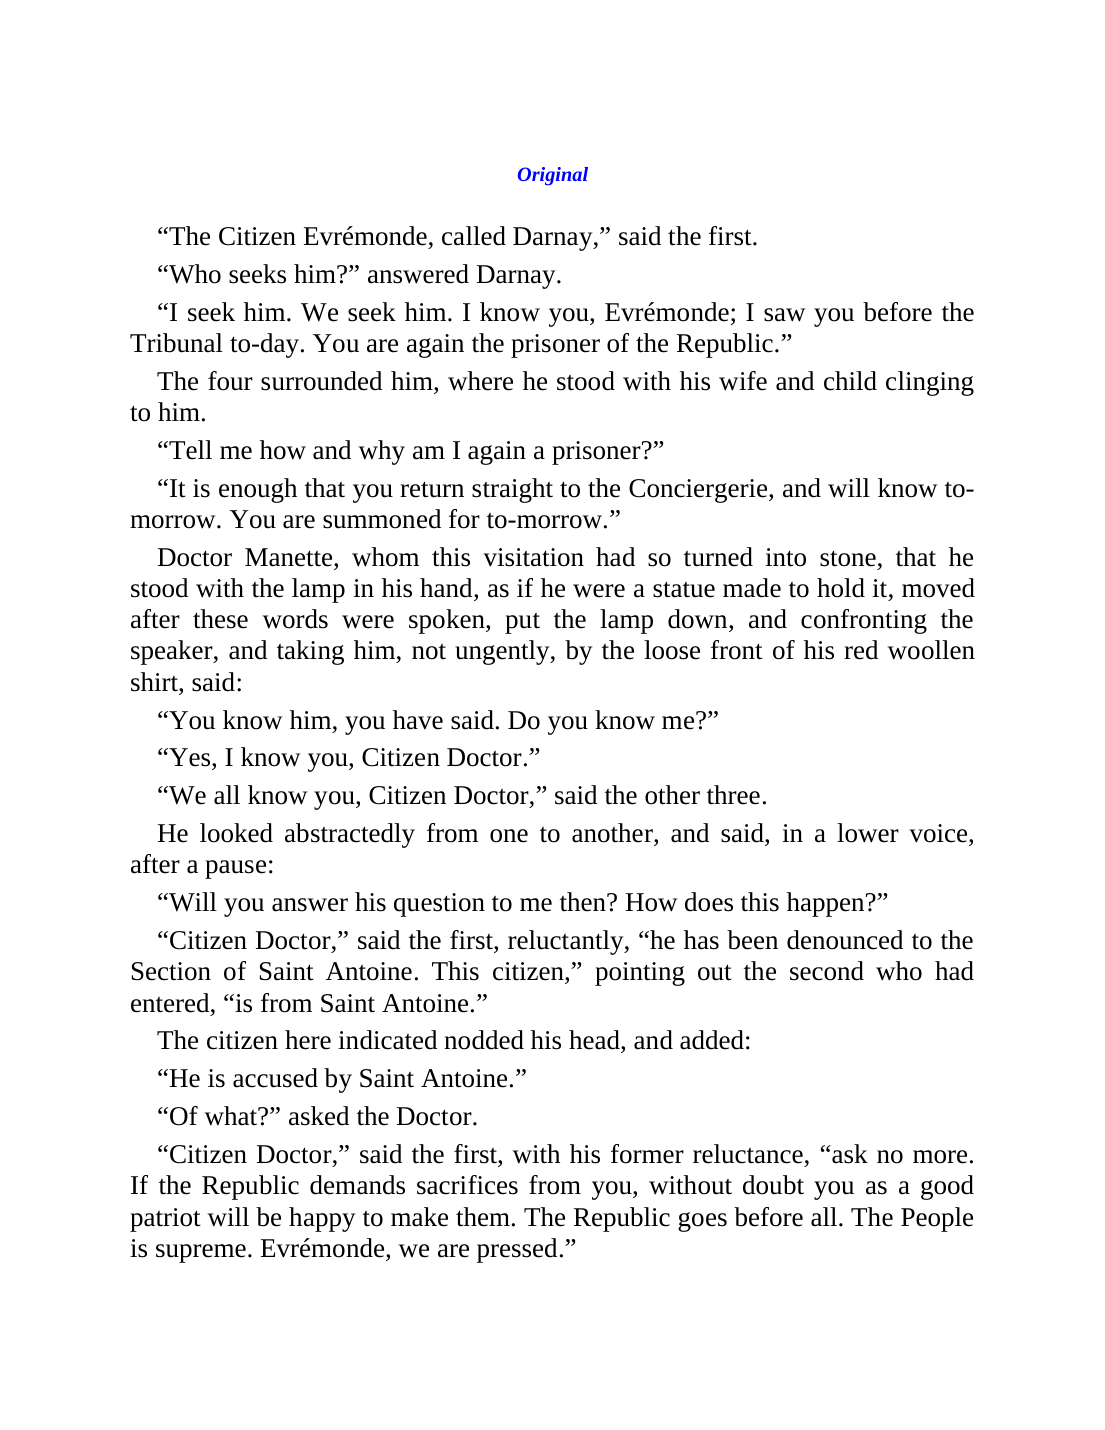 Original
“The Citizen Evrémonde, called Darnay,” said the first.
“Who seeks him?” answered Darnay.
“I seek him. We seek him. I know you, Evrémonde; I saw you before the
Tribunal to-day. You are again the prisoner of the Republic.”
The four surrounded him, where he stood with his wife and child clinging
to him.
“Tell me how and why am I again a prisoner?”
“It is enough that you return straight to the Conciergerie, and will know to-
morrow. You are summoned for to-morrow.”
Doctor Manette, whom this visitation had so turned into stone, that he
stood with the lamp in his hand, as if he were a statue made to hold it, moved
after these words were spoken, put the lamp down, and confronting the
speaker, and taking him, not ungently, by the loose front of his red woollen
shirt, said:
“You know him, you have said. Do you know me?”
“Yes, I know you, Citizen Doctor.”
“We all know you, Citizen Doctor,” said the other three.
He looked abstractedly from one to another, and said, in a lower voice,
after a pause:
“Will you answer his question to me then? How does this happen?”
“Citizen Doctor,” said the first, reluctantly, “he has been denounced to the
Section of Saint Antoine. This citizen,” pointing out the second who had
entered, “is from Saint Antoine.”
The citizen here indicated nodded his head, and added:
“He is accused by Saint Antoine.”
“Of what?” asked the Doctor.
“Citizen Doctor,” said the first, with his former reluctance, “ask no more.
If the Republic demands sacrifices from you, without doubt you as a good
patriot will be happy to make them. The Republic goes before all. The People
is supreme. Evrémonde, we are pressed.”